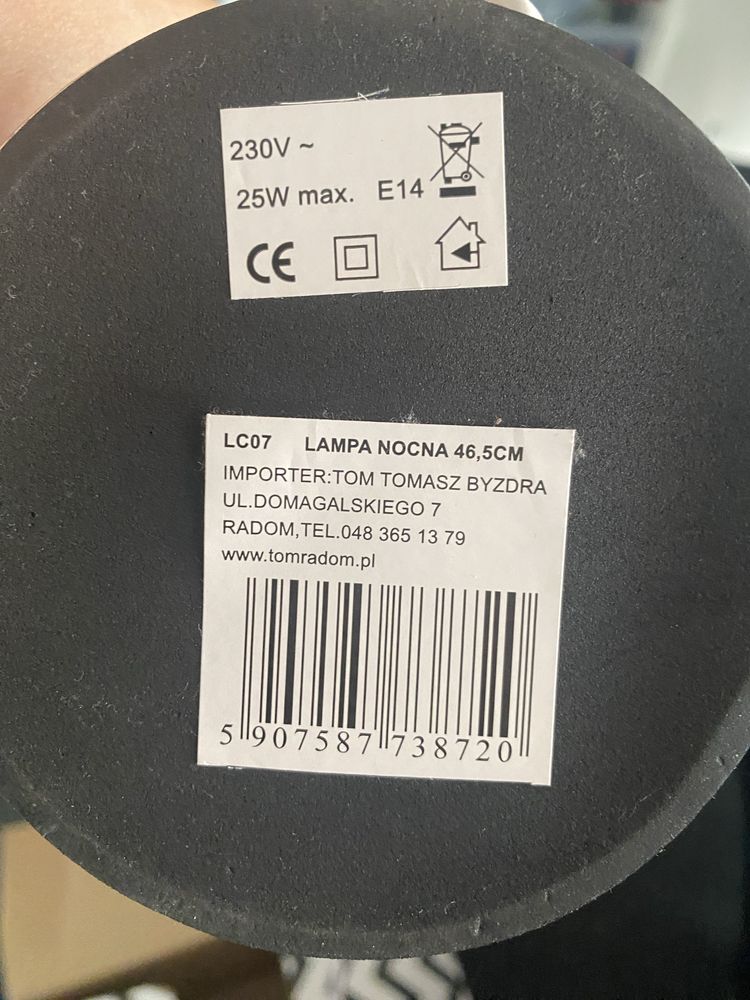 230V ~
25W max. E14
CE
LC07 LAMPA NOCNA 46,5CM
IMPORTER:TOM TOMASZ BYZDRA
UL.DOMAGALSKIEGO 7
RADOM,TEL.048 365 13 79
www.tomradom.pl
5 907587 738720